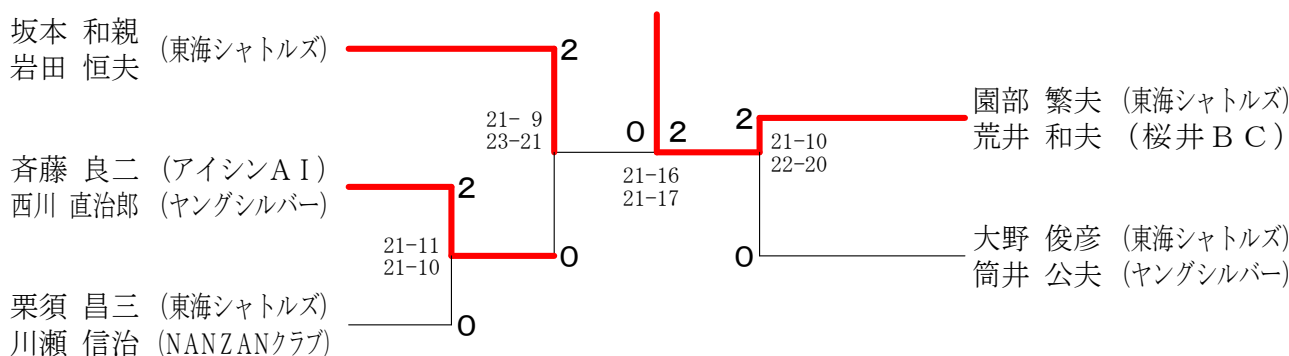 坂本 和親 (東海シャトルズ)
岩田 恒夫
2
21- 9
23-21
斉藤 良二 (アイシンAI)
西川 直治郎 (ヤングシルバー)
2
21-11
21-10
0
栗須 昌三 (東海シャトルズ)
川瀬 信治 (NANZANクラブ)
0
0 2
21-16
21-17
2
21-10
22-20
0
園部 繁夫 (東海シャトルズ)
荒井 和夫 (桜井BC)
大野 俊彦 (東海シャトルズ)
筒井 公夫 (ヤングシルバー)